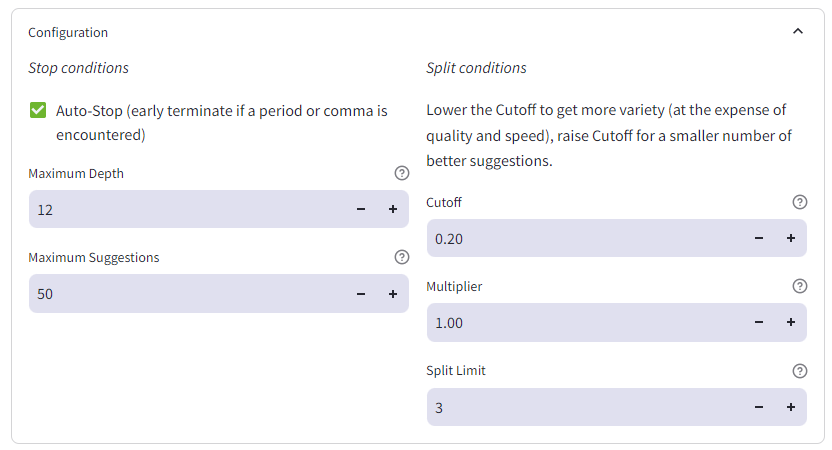 Configuration
Stop conditions
Auto-Stop (early terminate if a period or comma is
encountered)
Maximum Depth
12
Maximum Suggestions
50
Split conditions
Lower the Cutoff to get more variety (at the expense of
quality and speed), raise Cutoff for a smaller number of
better suggestions.
Cutoff
0.20
Multiplier
1.00
Split Limit
3